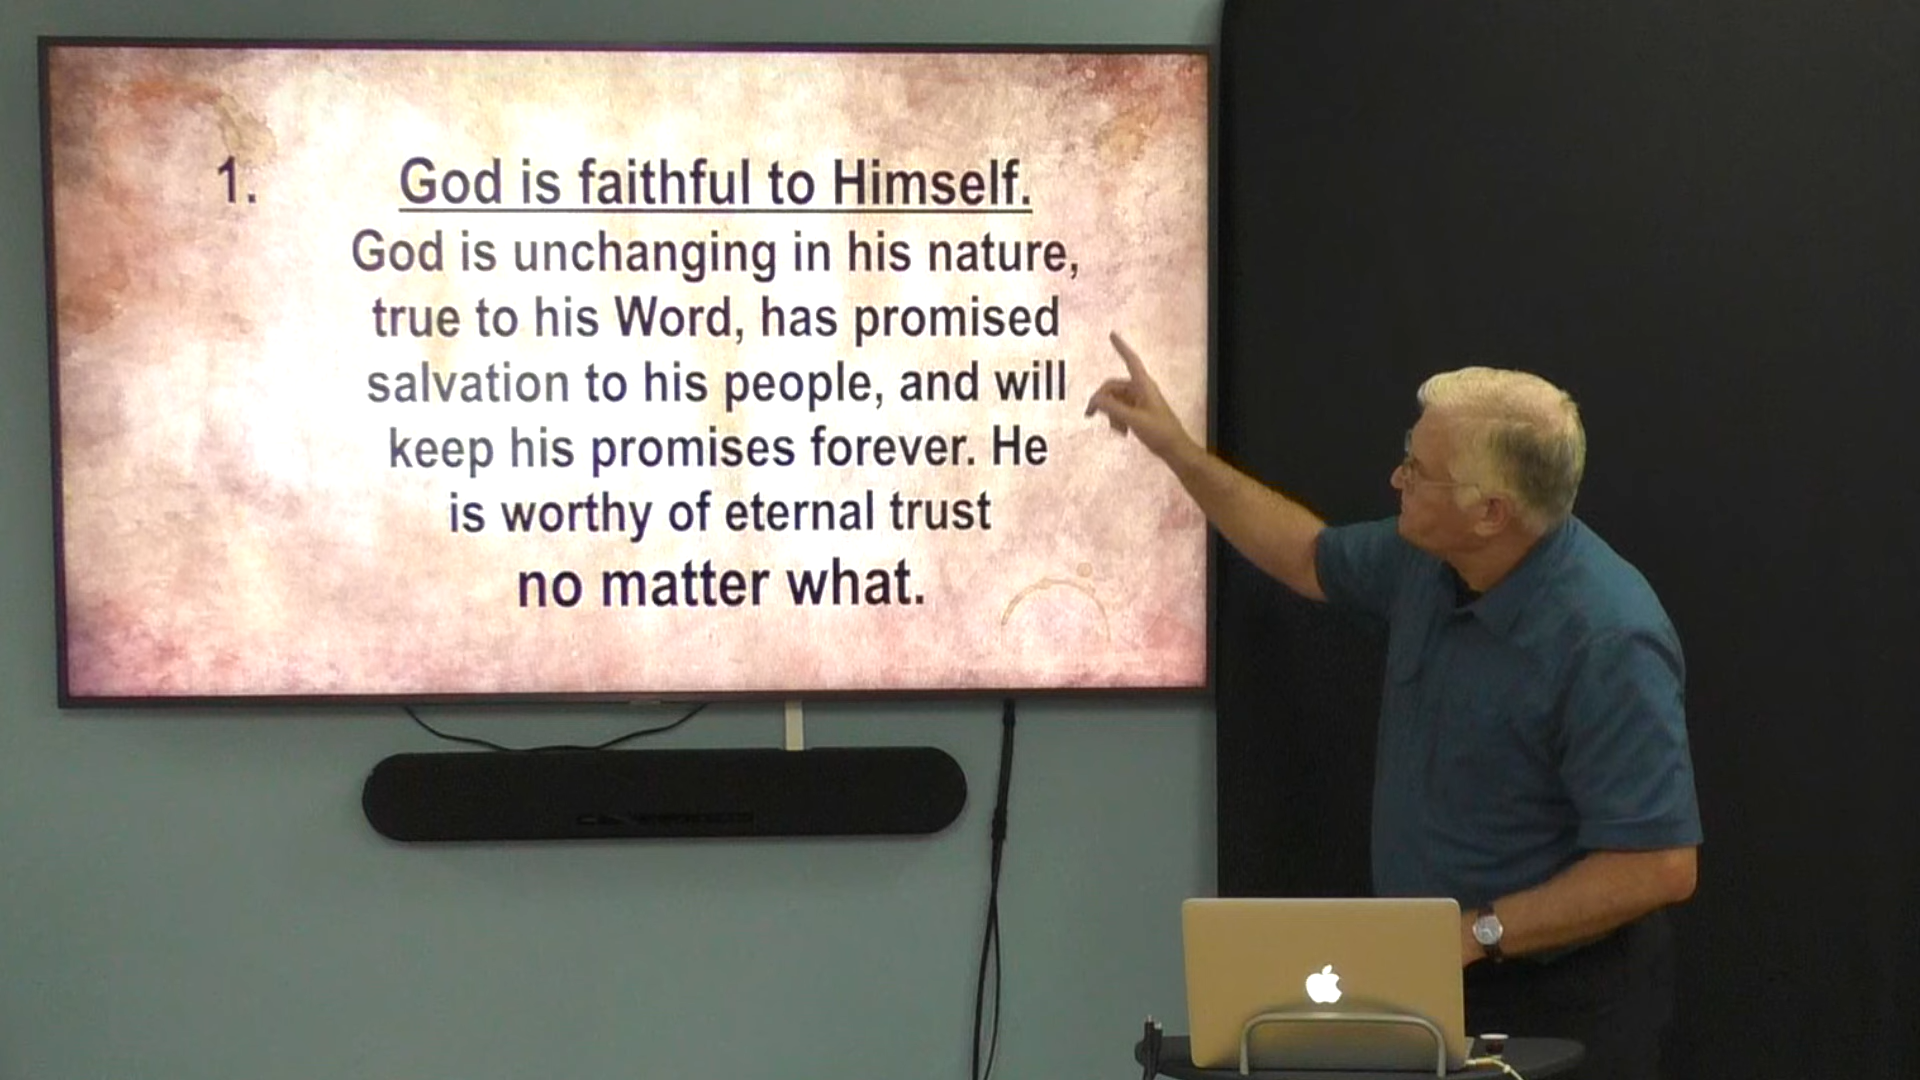 1. God is faithful to Himself.
God is unchanging in his nature,
true to his Word, has promised
salvation to his people, and will
keep his promises forever. He
is worthy of eternal trust
no matter what.